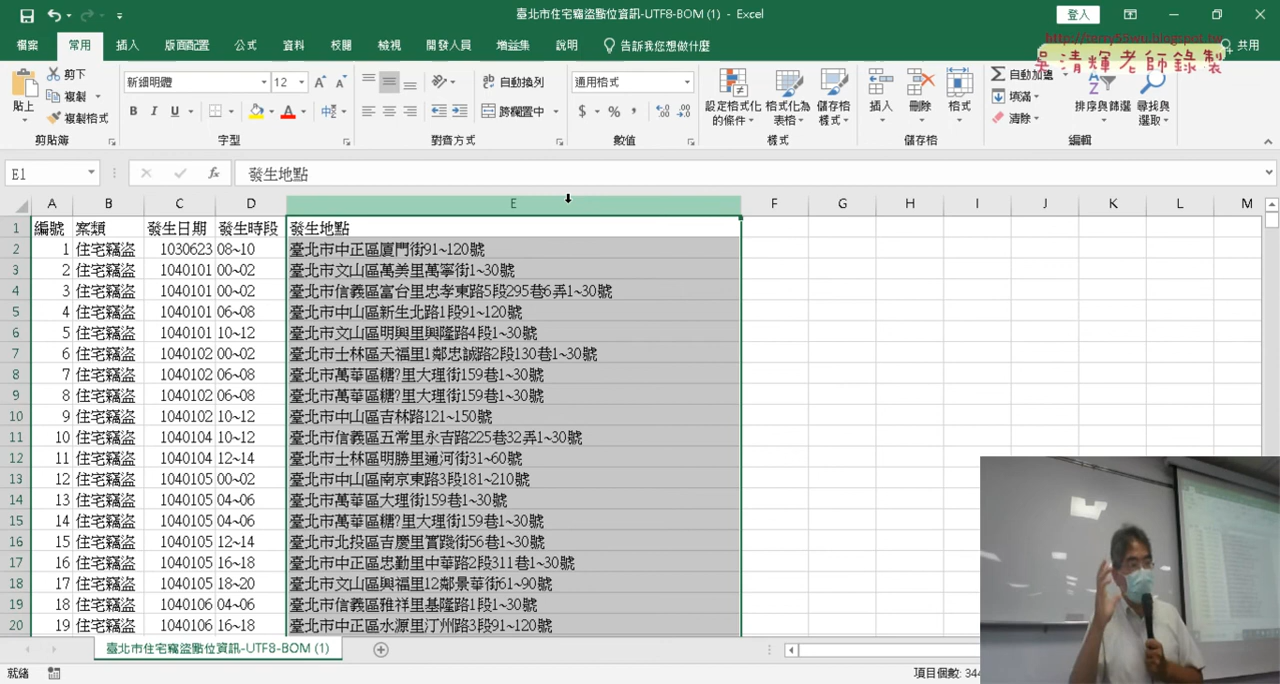 臺北市住宅竊盜點位資訊-UTF8-BOM (1) - Excel
登入
http://terry55wu.blogspot.tw
吳清輝老師錄製
檔案 常用 插入 版面配置 公式 資料 校閱 檢視 開發人員 增益集 說明 告訴我您想做什麼 共用
貼上 剪下 複製 複製格式 剪貼簿
新細明體 12 B I U A 中 字型
自動換列 跨欄置中 對齊方式
通用格式 $ % , 數值
設定格式化的條件 格式化為表格 儲存格樣式 樣式
插入 刪除 格式 儲存格
自動加總 填滿 清除 排序與篩選 尋找與選取 編輯
E1 fx 發生地點
A B C D E F G H I J K L M
1 編號 案類 發生日期 發生時段 發生地點
2 1 住宅竊盜 1030623 08~10 臺北市中正區廈門街91~120號
3 2 住宅竊盜 1040101 00~02 臺北市文山區萬美里萬寧街1~30號
4 3 住宅竊盜 1040101 00~02 臺北市信義區富台里忠孝東路5段295巷6弄1~30號
5 4 住宅竊盜 1040101 06~08 臺北市中山區新生北路1段91~120號
6 5 住宅竊盜 1040101 10~12 臺北市文山區明興里興隆路4段1~30號
7 6 住宅竊盜 1040102 00~02 臺北市士林區天福里1鄰忠誠路2段130巷1~30號
8 7 住宅竊盜 1040102 06~08 臺北市萬華區糖?里大理街159巷1~30號
9 8 住宅竊盜 1040102 06~08 臺北市萬華區糖?里大理街159巷1~30號
10 9 住宅竊盜 1040102 10~12 臺北市中山區吉林路121~150號
11 10 住宅竊盜 1040104 10~12 臺北市信義區五常里永吉路225巷32弄1~30號
12 11 住宅竊盜 1040104 12~14 臺北市士林區明勝里通河街31~60號
13 12 住宅竊盜 1040105 00~02 臺北市中山區南京東路3段181~210號
14 13 住宅竊盜 1040105 04~06 臺北市萬華區大理街159巷1~30號
15 14 住宅竊盜 1040105 04~06 臺北市萬華區糖?里大理街159巷1~30號
16 15 住宅竊盜 1040105 12~14 臺北市北投區吉慶里實踐街56巷1~30號
17 16 住宅竊盜 1040105 16~18 臺北市中正區忠勤里中華路2段311巷1~30號
18 17 住宅竊盜 1040105 18~20 臺北市文山區興福里12鄰景華街61~90號
19 18 住宅竊盜 1040106 04~06 臺北市信義區雅祥里基隆路1段1~30號
20 19 住宅竊盜 1040106 16~18 臺北市中正區水源里汀州路3段91~120號
臺北市住宅竊盜點位資訊-UTF8-BOM (1)
就緒 項目個數: 344